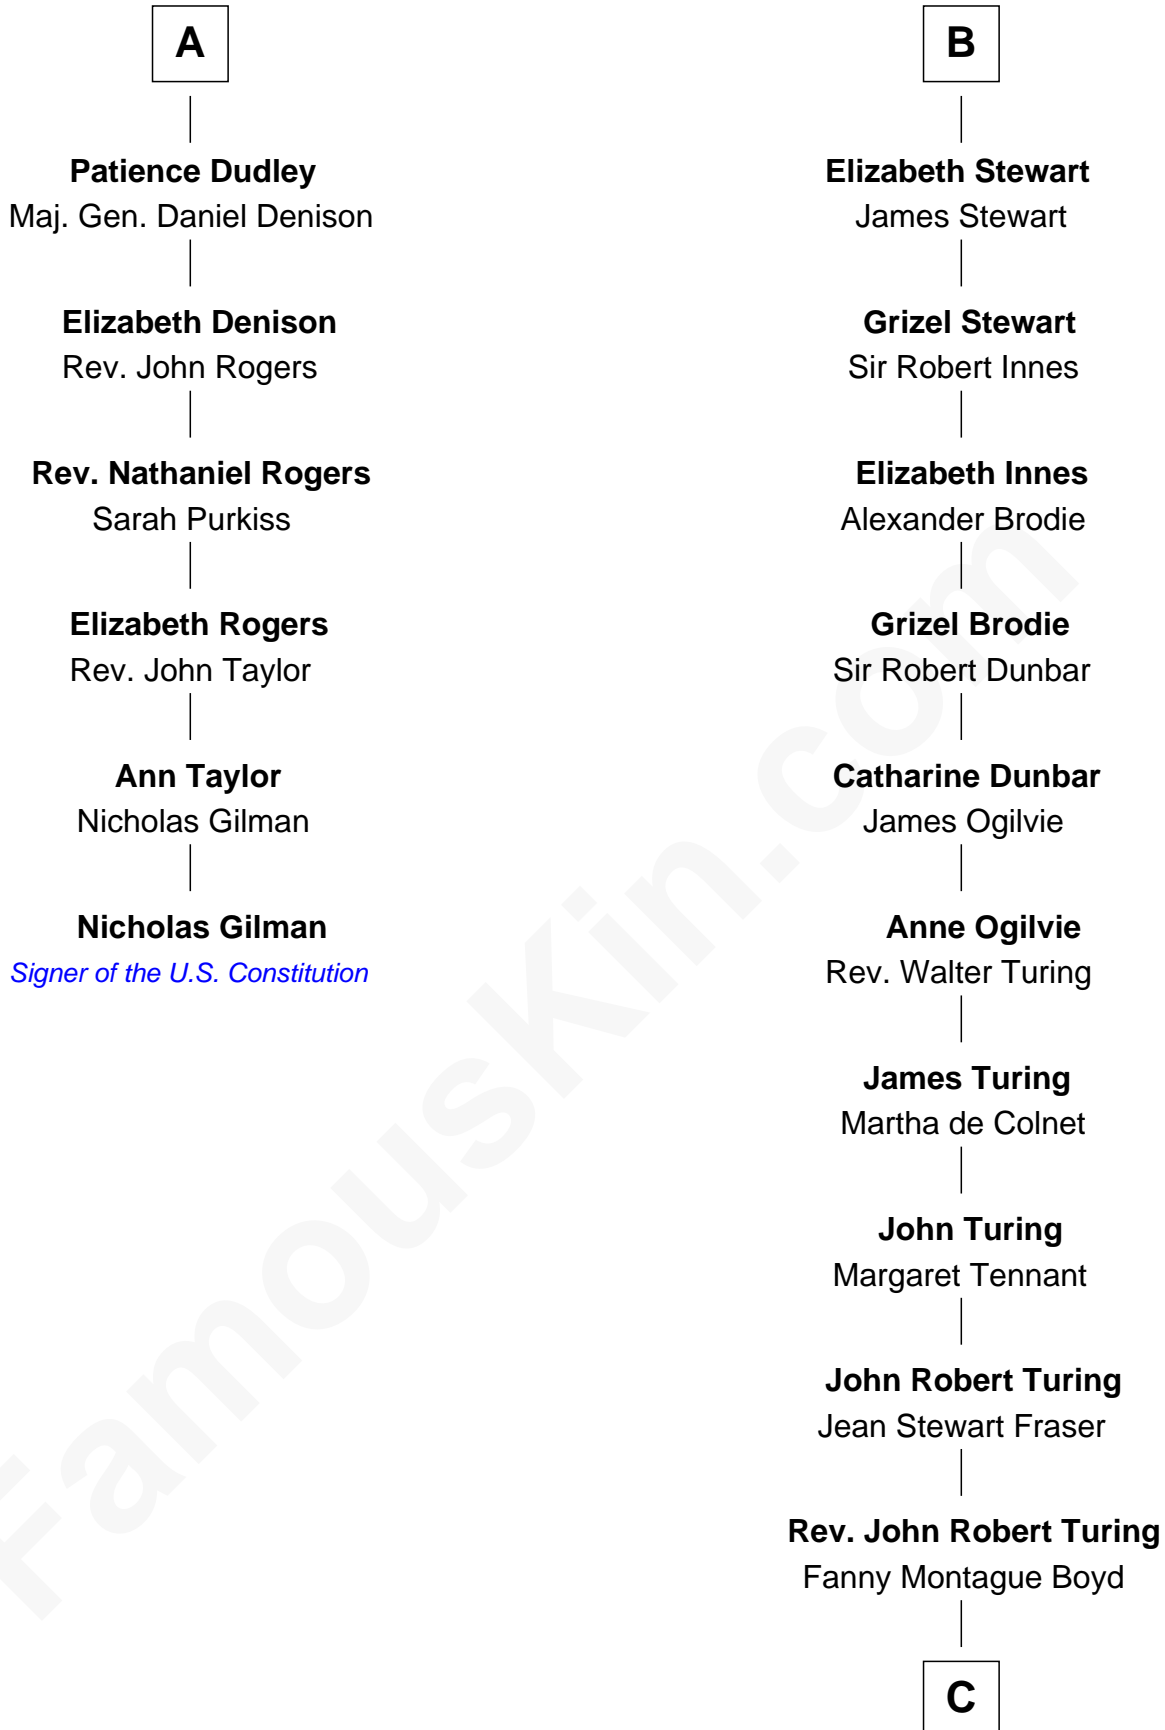 A
Patience Dudley
Maj. Gen. Daniel Denison
Elizabeth Denison
Rev. John Rogers
Rev. Nathaniel Rogers
Sarah Purkiss
Elizabeth Rogers
Rev. John Taylor
Ann Taylor
Nicholas Gilman
Nicholas Gilman
Signer of the U.S. Constitution
B
Elizabeth Stewart
James Stewart
Grizel Stewart
Sir Robert Innes
Elizabeth Innes
Alexander Brodie
Grizel Brodie
Sir Robert Dunbar
Catharine Dunbar
James Ogilvie
Anne Ogilvie
Rev. Walter Turing
James Turing
Martha de Colnet
John Turing
Margaret Tennant
John Robert Turing
Jean Stewart Fraser
Rev. John Robert Turing
Fanny Montague Boyd
C
FamousKin.com